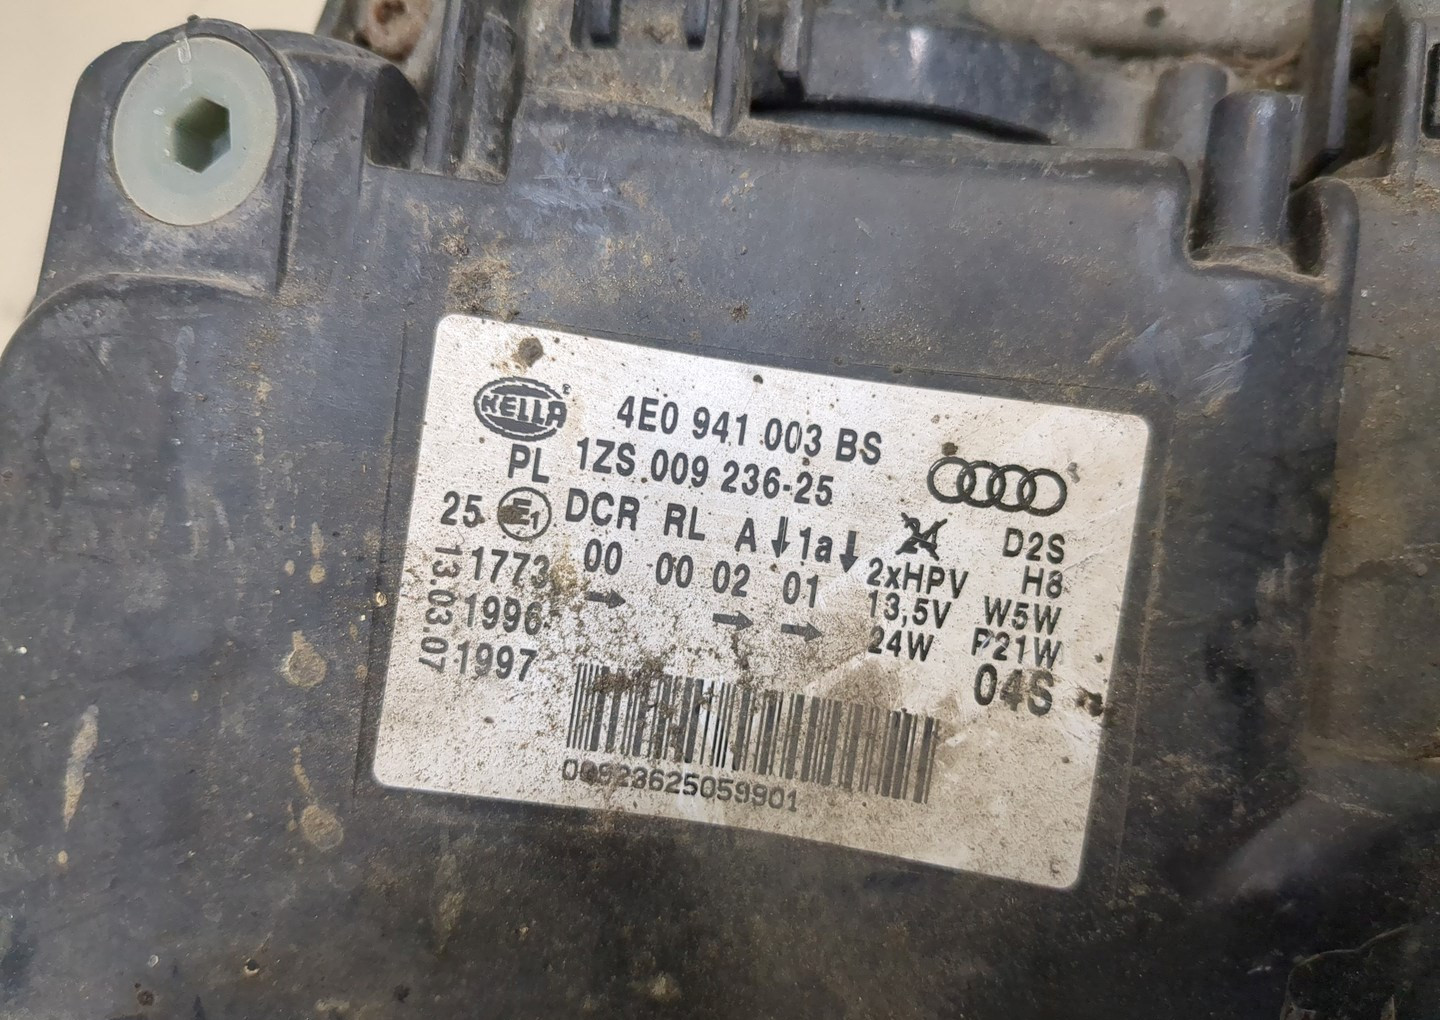 HELLA
4E0 941 003 BS
PL 1ZS 009 236-25
25 E1 DCR RL A ↓ 1a ↓ 24 D2S
1773 00 00 02 01 2xHPV H8
1996 → → → 13,5V W5W
1997 24W P21W
13.03.07
04S
00923625059901